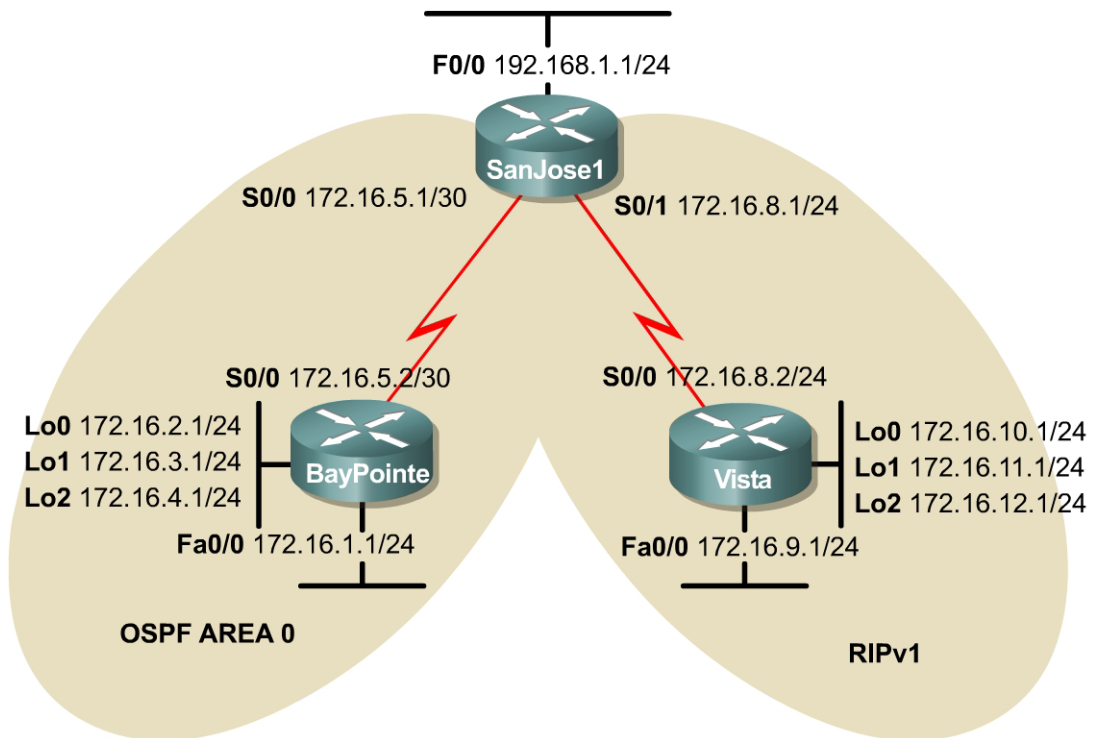 F0/0 192.168.1.1/24
SanJose1
S0/0 172.16.5.1/30
S0/1 172.16.8.1/24
S0/0 172.16.5.2/30
S0/0 172.16.8.2/24
Lo0 172.16.2.1/24
Lo1 172.16.3.1/24
Lo2 172.16.4.1/24
BayPointe
Vista
Lo0 172.16.10.1/24
Lo1 172.16.11.1/24
Lo2 172.16.12.1/24
Fa0/0 172.16.1.1/24
Fa0/0 172.16.9.1/24
OSPF AREA 0
RIPv1